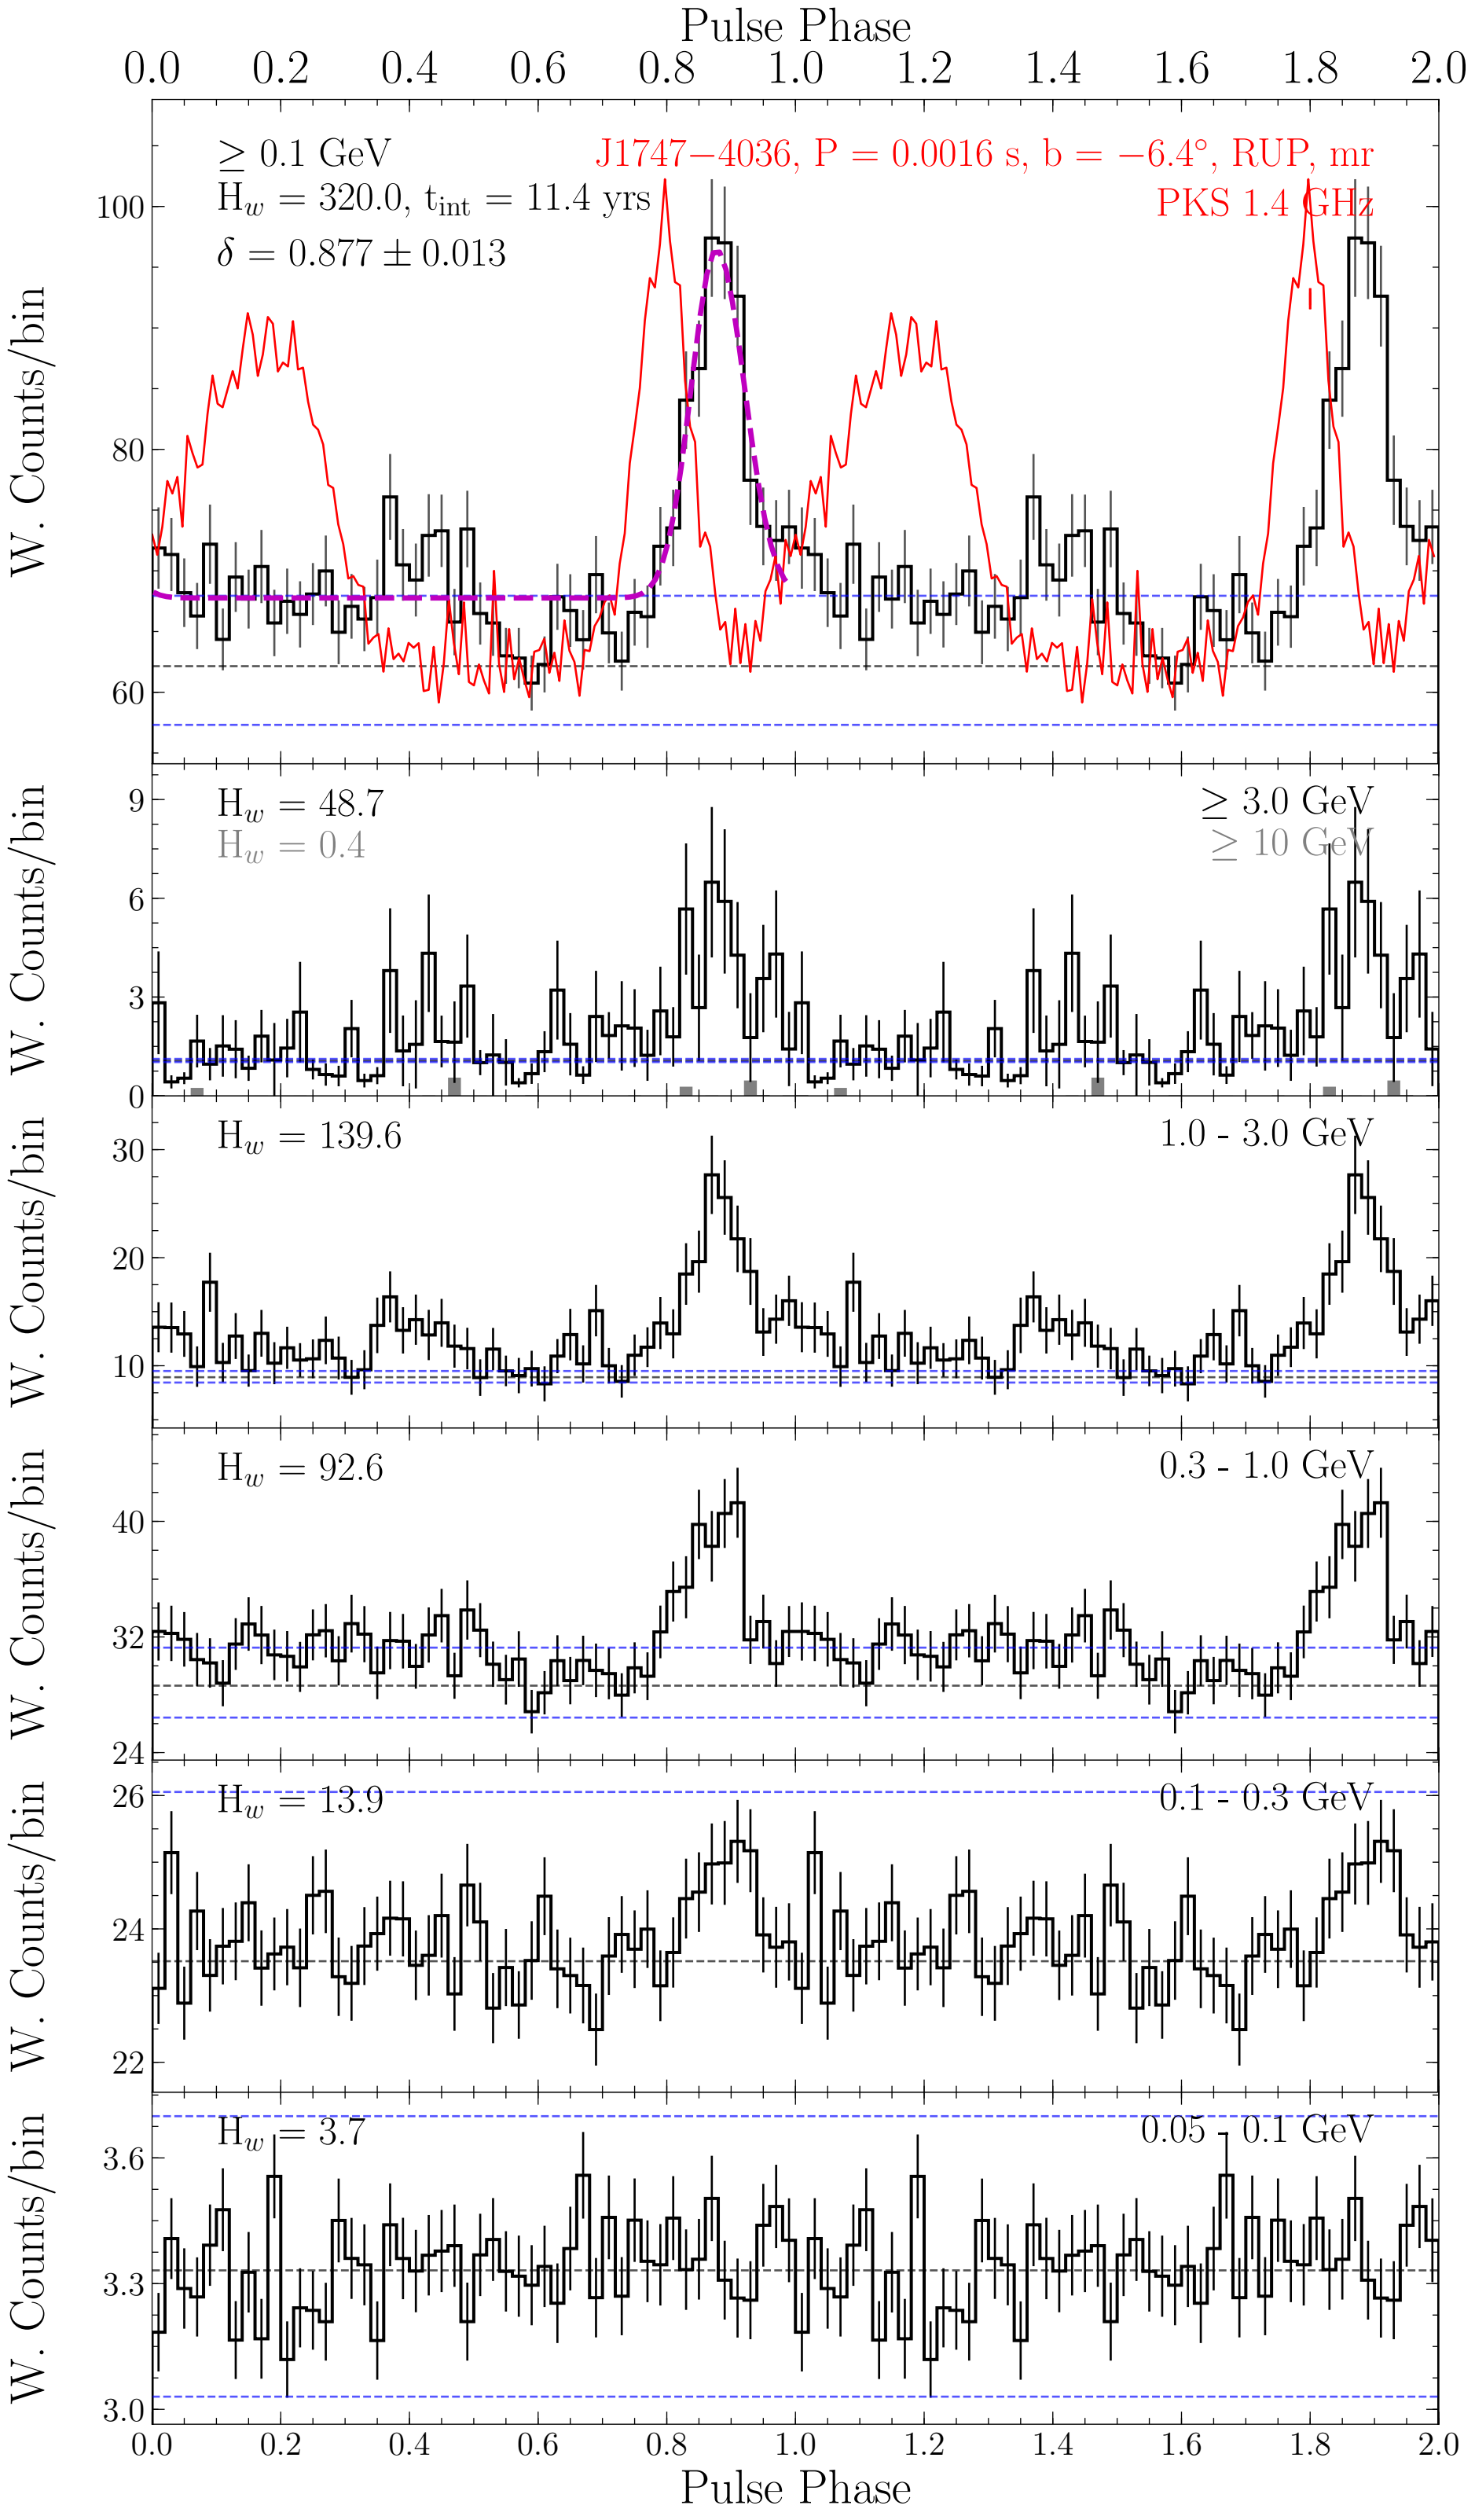 Pulse Phase
0.0 0.2 0.4 0.6 0.8 1.0 1.2 1.4 1.6 1.8 2.0
≥ 0.1 GeV
J1747−4036, P = 0.0016 s, b = −6.4°, RUP, mr
H_w = 320.0, t_int = 11.4 yrs
PKS 1.4 GHz
δ = 0.877 ± 0.013
100
80
60
W. Counts/bin
H_w = 48.7
≥ 3.0 GeV
H_w = 0.4
≥ 10 GeV
9
6
3
0
W. Counts/bin
H_w = 139.6
1.0 - 3.0 GeV
30
20
10
W. Counts/bin
H_w = 92.6
0.3 - 1.0 GeV
40
32
24
W. Counts/bin
H_w = 13.9
0.1 - 0.3 GeV
26
24
22
W. Counts/bin
H_w = 3.7
0.05 - 0.1 GeV
3.6
3.3
3.0
W. Counts/bin
0.0 0.2 0.4 0.6 0.8 1.0 1.2 1.4 1.6 1.8 2.0
Pulse Phase